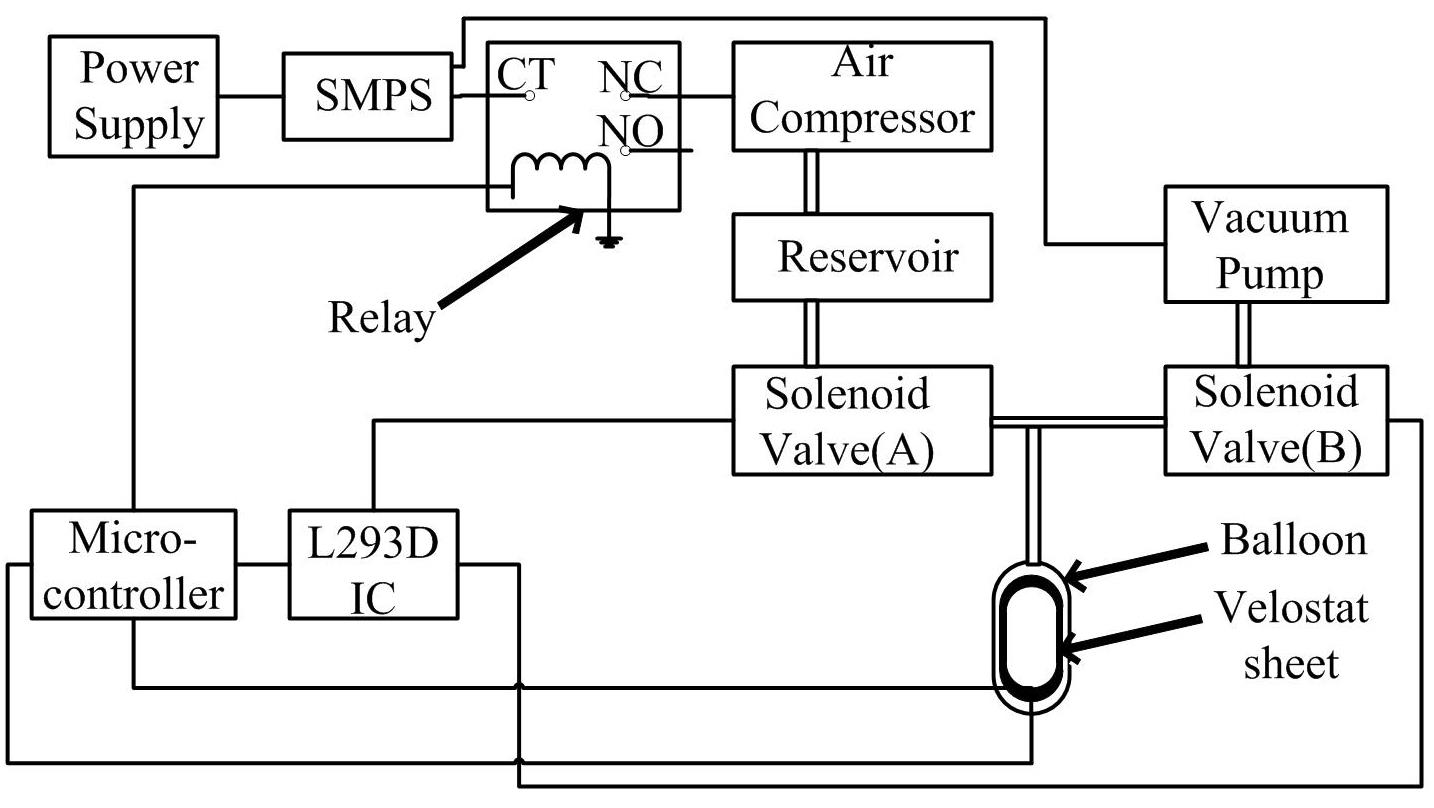 Power
Supply
SMPS
CT
NC
NO
Air
Compressor
Relay
Reservoir
Vacuum
Pump
Solenoid
Valve(A)
Solenoid
Valve(B)
Micro-
controller
L293D
IC
Balloon
Velostat
sheet